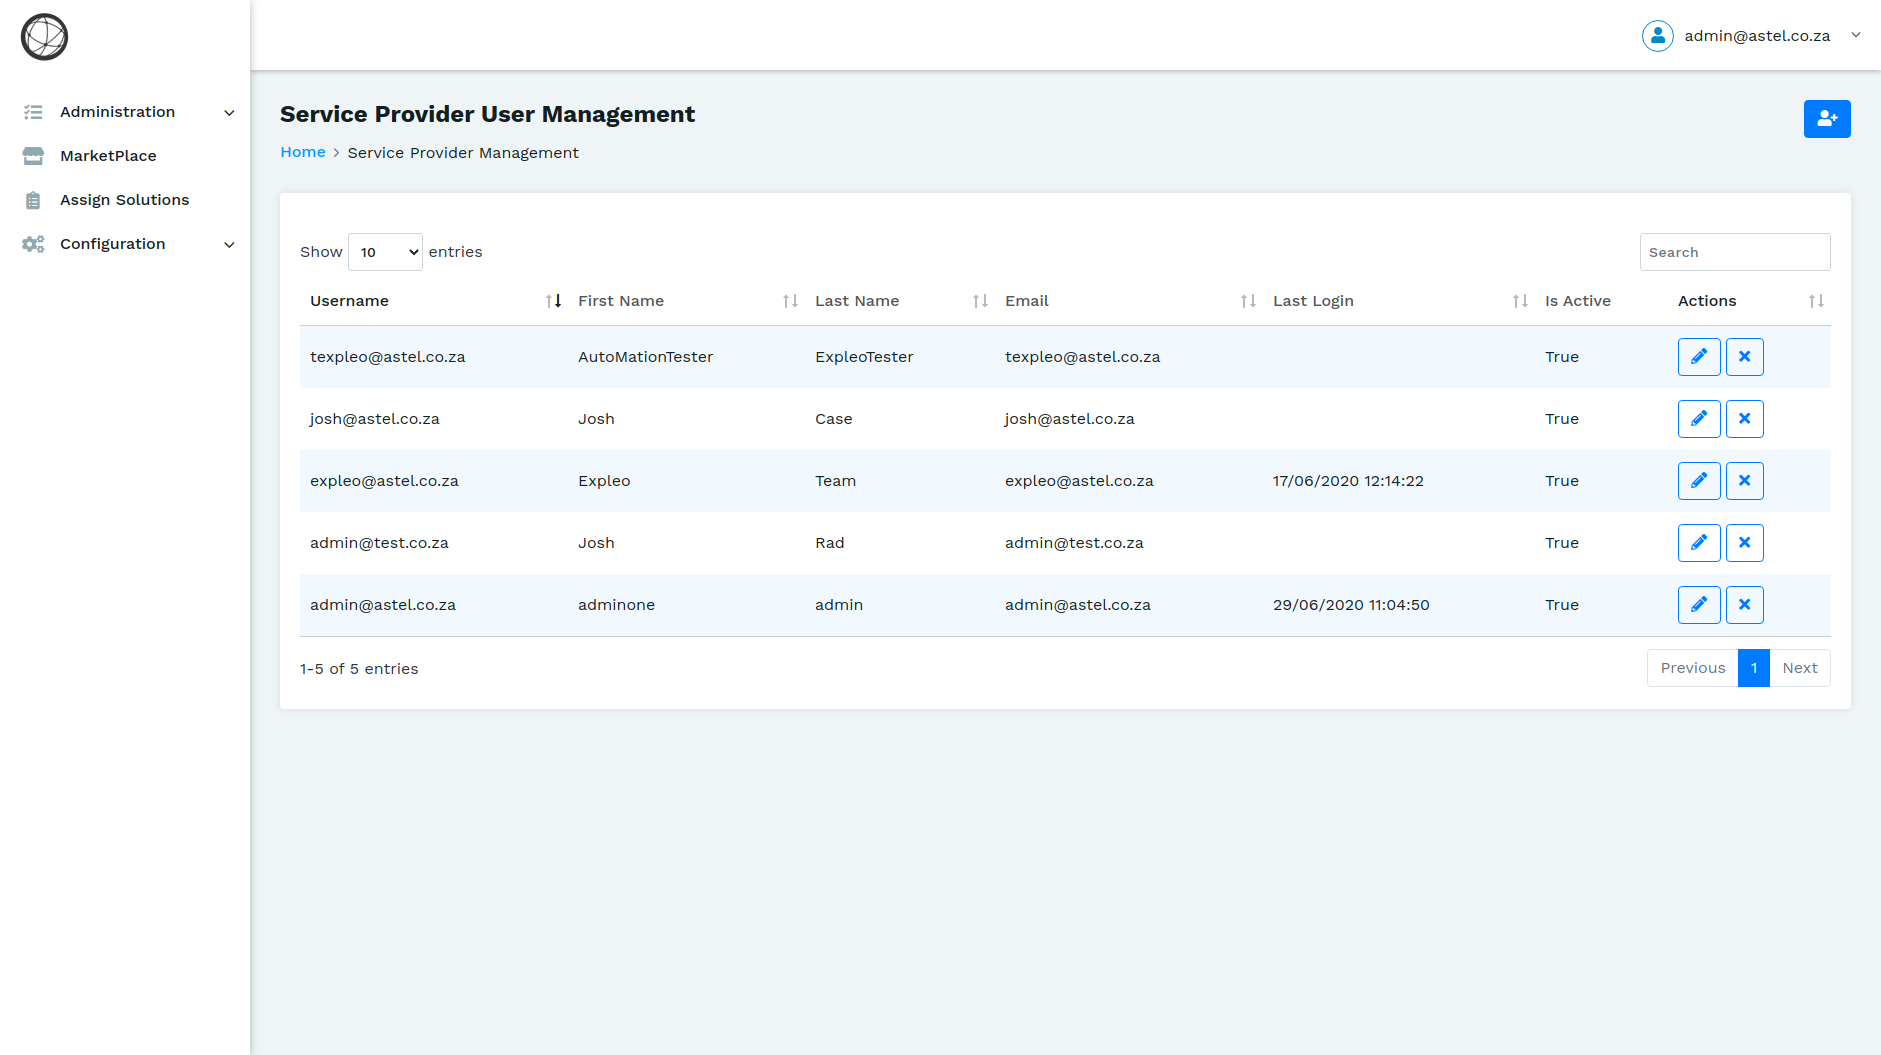 admin@astel.co.za
Administration
MarketPlace
Assign Solutions
Configuration
Service Provider User Management
Home > Service Provider Management
Show 10 entries
Search
Username First Name Last Name Email Last Login Is Active Actions
texpleo@astel.co.za AutoMationTester ExpleoTester texpleo@astel.co.za True
josh@astel.co.za Josh Case josh@astel.co.za True
expleo@astel.co.za Expleo Team expleo@astel.co.za 17/06/2020 12:14:22 True
admin@test.co.za Josh Rad admin@test.co.za True
admin@astel.co.za adminone admin admin@astel.co.za 29/06/2020 11:04:50 True
1-5 of 5 entries
Previous 1 Next